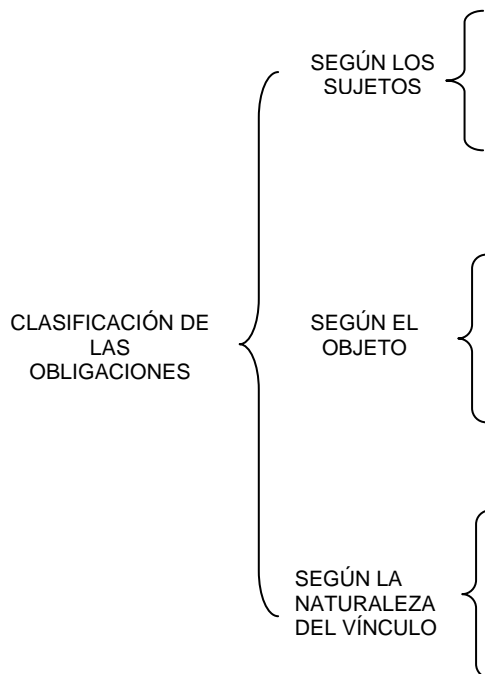 SEGÚN LOS
SUJETOS
CLASIFICACIÓN DE
LAS
OBLIGACIONES
SEGÚN EL
OBJETO
SEGÚN LA
NATURALEZA
DEL VÍNCULO